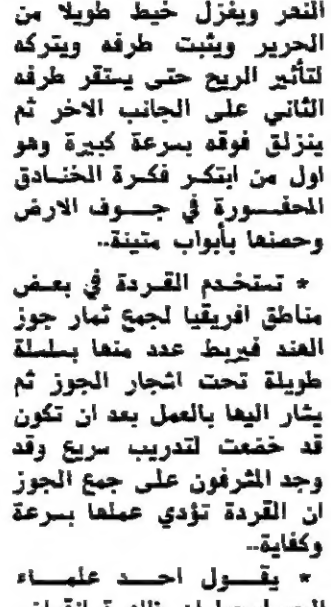 النهر ويغزل خيط طويلا من
الحرير ويثبت طرفه ويتركه
لتأثير الريح حتى يستقر طرفه
الثاني على الجانب الاخر ثم
ينزلق فوقه بسرعة كبيرة وهو
اول من ابتكر فكرة الخنادق
المحفورة في جوف الارض
وحصنها بأبواب متينة..
* تستخدم القردة في بعض
مناطق افريقيا لجمع ثمار جوز
الهند فيربط عدد منها بسلسلة
طويلة تحت اشجار الجوز ثم
يشار اليها بالعمل بعد ان تكون
قد خضعت لتدريب سريع وقد
وجد المشرفون على جمع الجوز
ان القردة تؤدي عملها بسرعة
وكفاية..
* يقول احد علماء